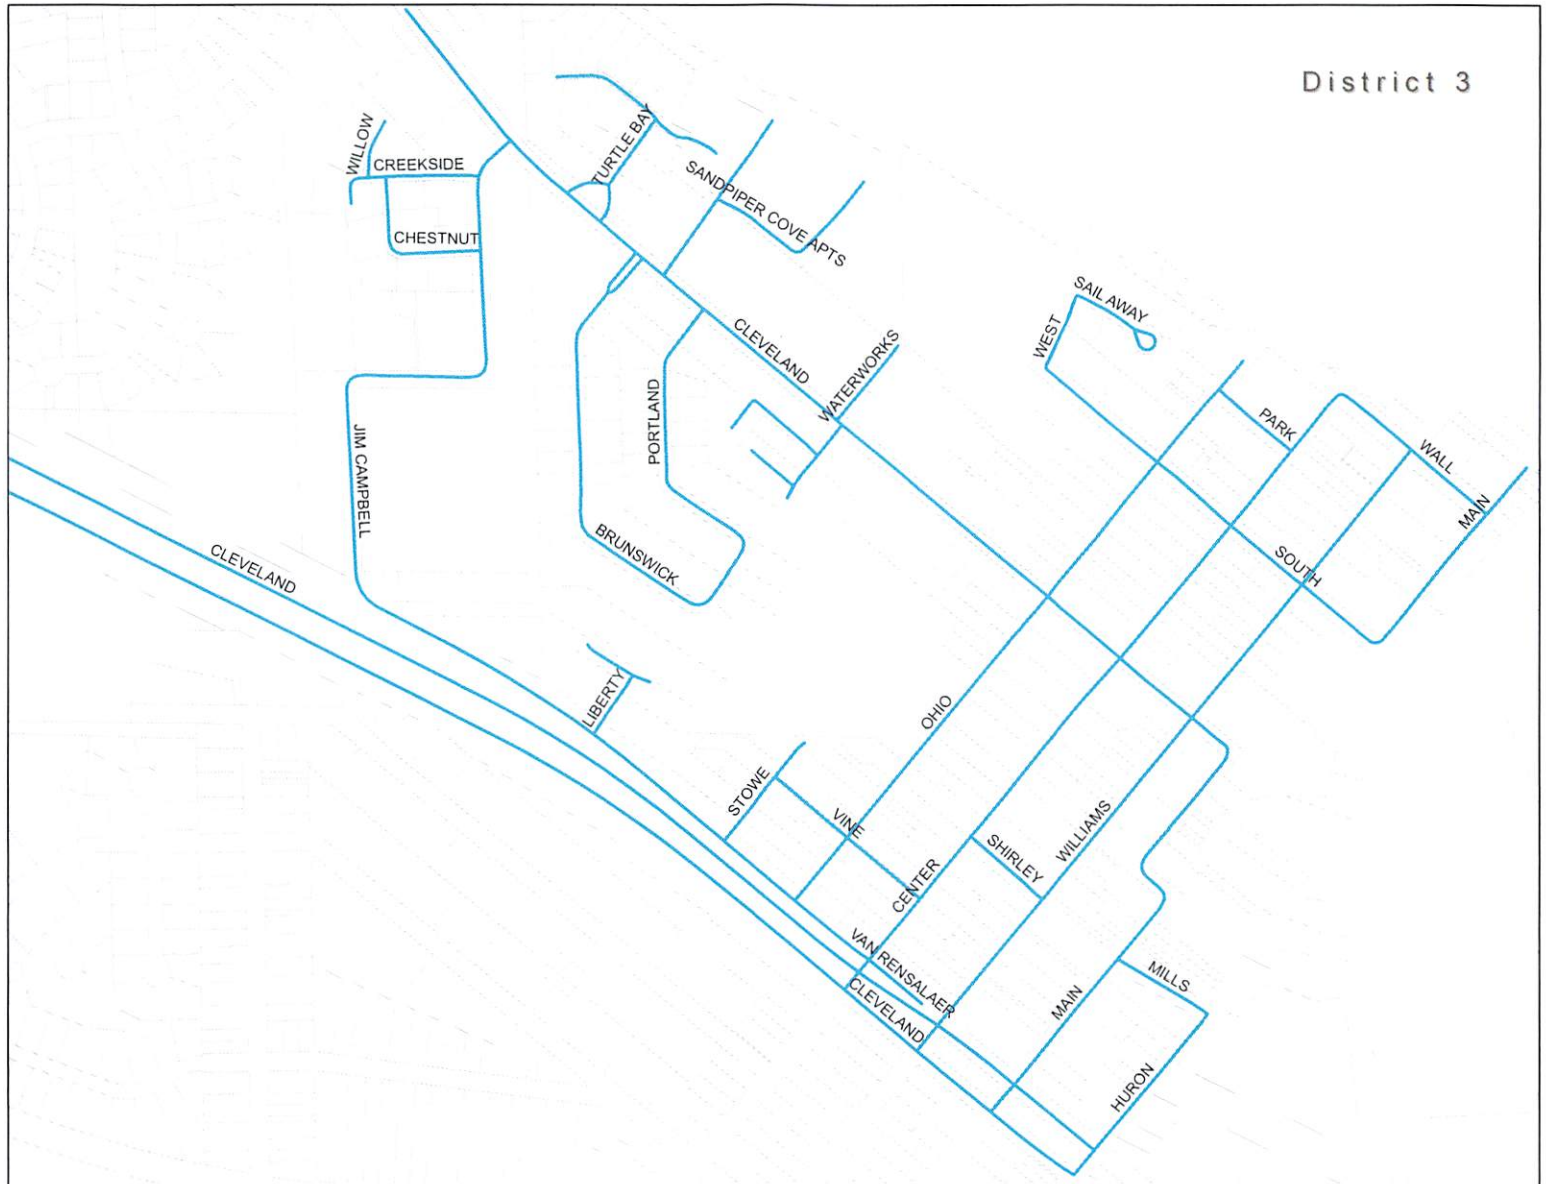 District 3
WILLOW
CREEKSIDE
TURTLE BAY
SANDPIPER COVE APTS
CHESTNUT
SAIL AWAY
WEST
CLEVELAND
WATERWORKS
PORTLAND
PARK
WALL
MAIN
JIM CAMPBELL
BRUNSWICK
SOUTH
CLEVELAND
LIBERTY
OHIO
STOWE
VINE
SHIRLEY
WILLIAMS
CENTER
VAN RENSALAER
CLEVELAND
MAIN
MILLS
HURON